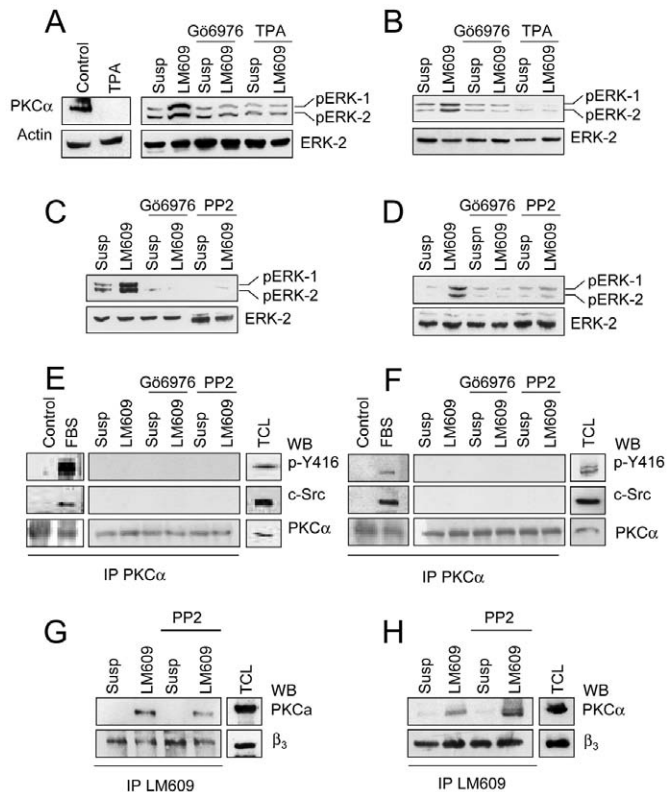 A
Gö6976 TPA
Control TPA Susp LM609 Susp LM609 Susp LM609
PKCα
pERK-1
pERK-2
Actin
ERK-2
B
Gö6976 TPA
Susp LM609 Susp LM609 Susp LM609
pERK-1
pERK-2
ERK-2
C
Gö6976 PP2
Susp LM609 Susp LM609 Susp LM609
pERK-1
pERK-2
ERK-2
D
Gö6976 PP2
Susp LM609 Suspn LM609 Susp LM609
pERK-1
pERK-2
ERK-2
E
Gö6976 PP2
Control FBS Susp LM609 Susp LM609 Susp LM609 TCL
WB
p-Y416
c-Src
PKCα
IP PKCα
F
Gö6976 PP2
Control FBS Susp LM609 Susp LM609 Susp LM609 TCL
WB
p-Y416
c-Src
PKCα
IP PKCα
G
PP2
Susp LM609 Susp LM609 TCL
WB
PKCa
β3
IP LM609
H
PP2
Susp LM609 Susp LM609 TCL
WB
PKCα
β3
IP LM609